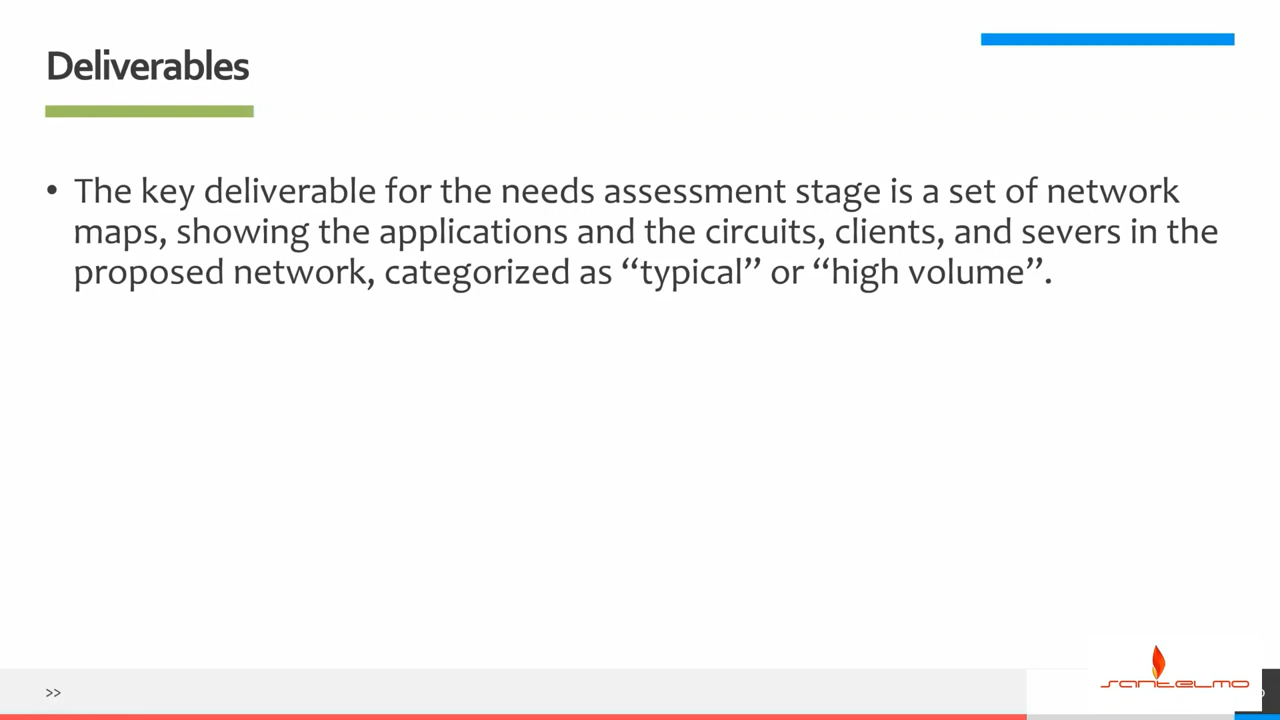 Deliverables
• The key deliverable for the needs assessment stage is a set of network
maps, showing the applications and the circuits, clients, and severs in the
proposed network, categorized as “typical” or “high volume”.
>>
santelmo